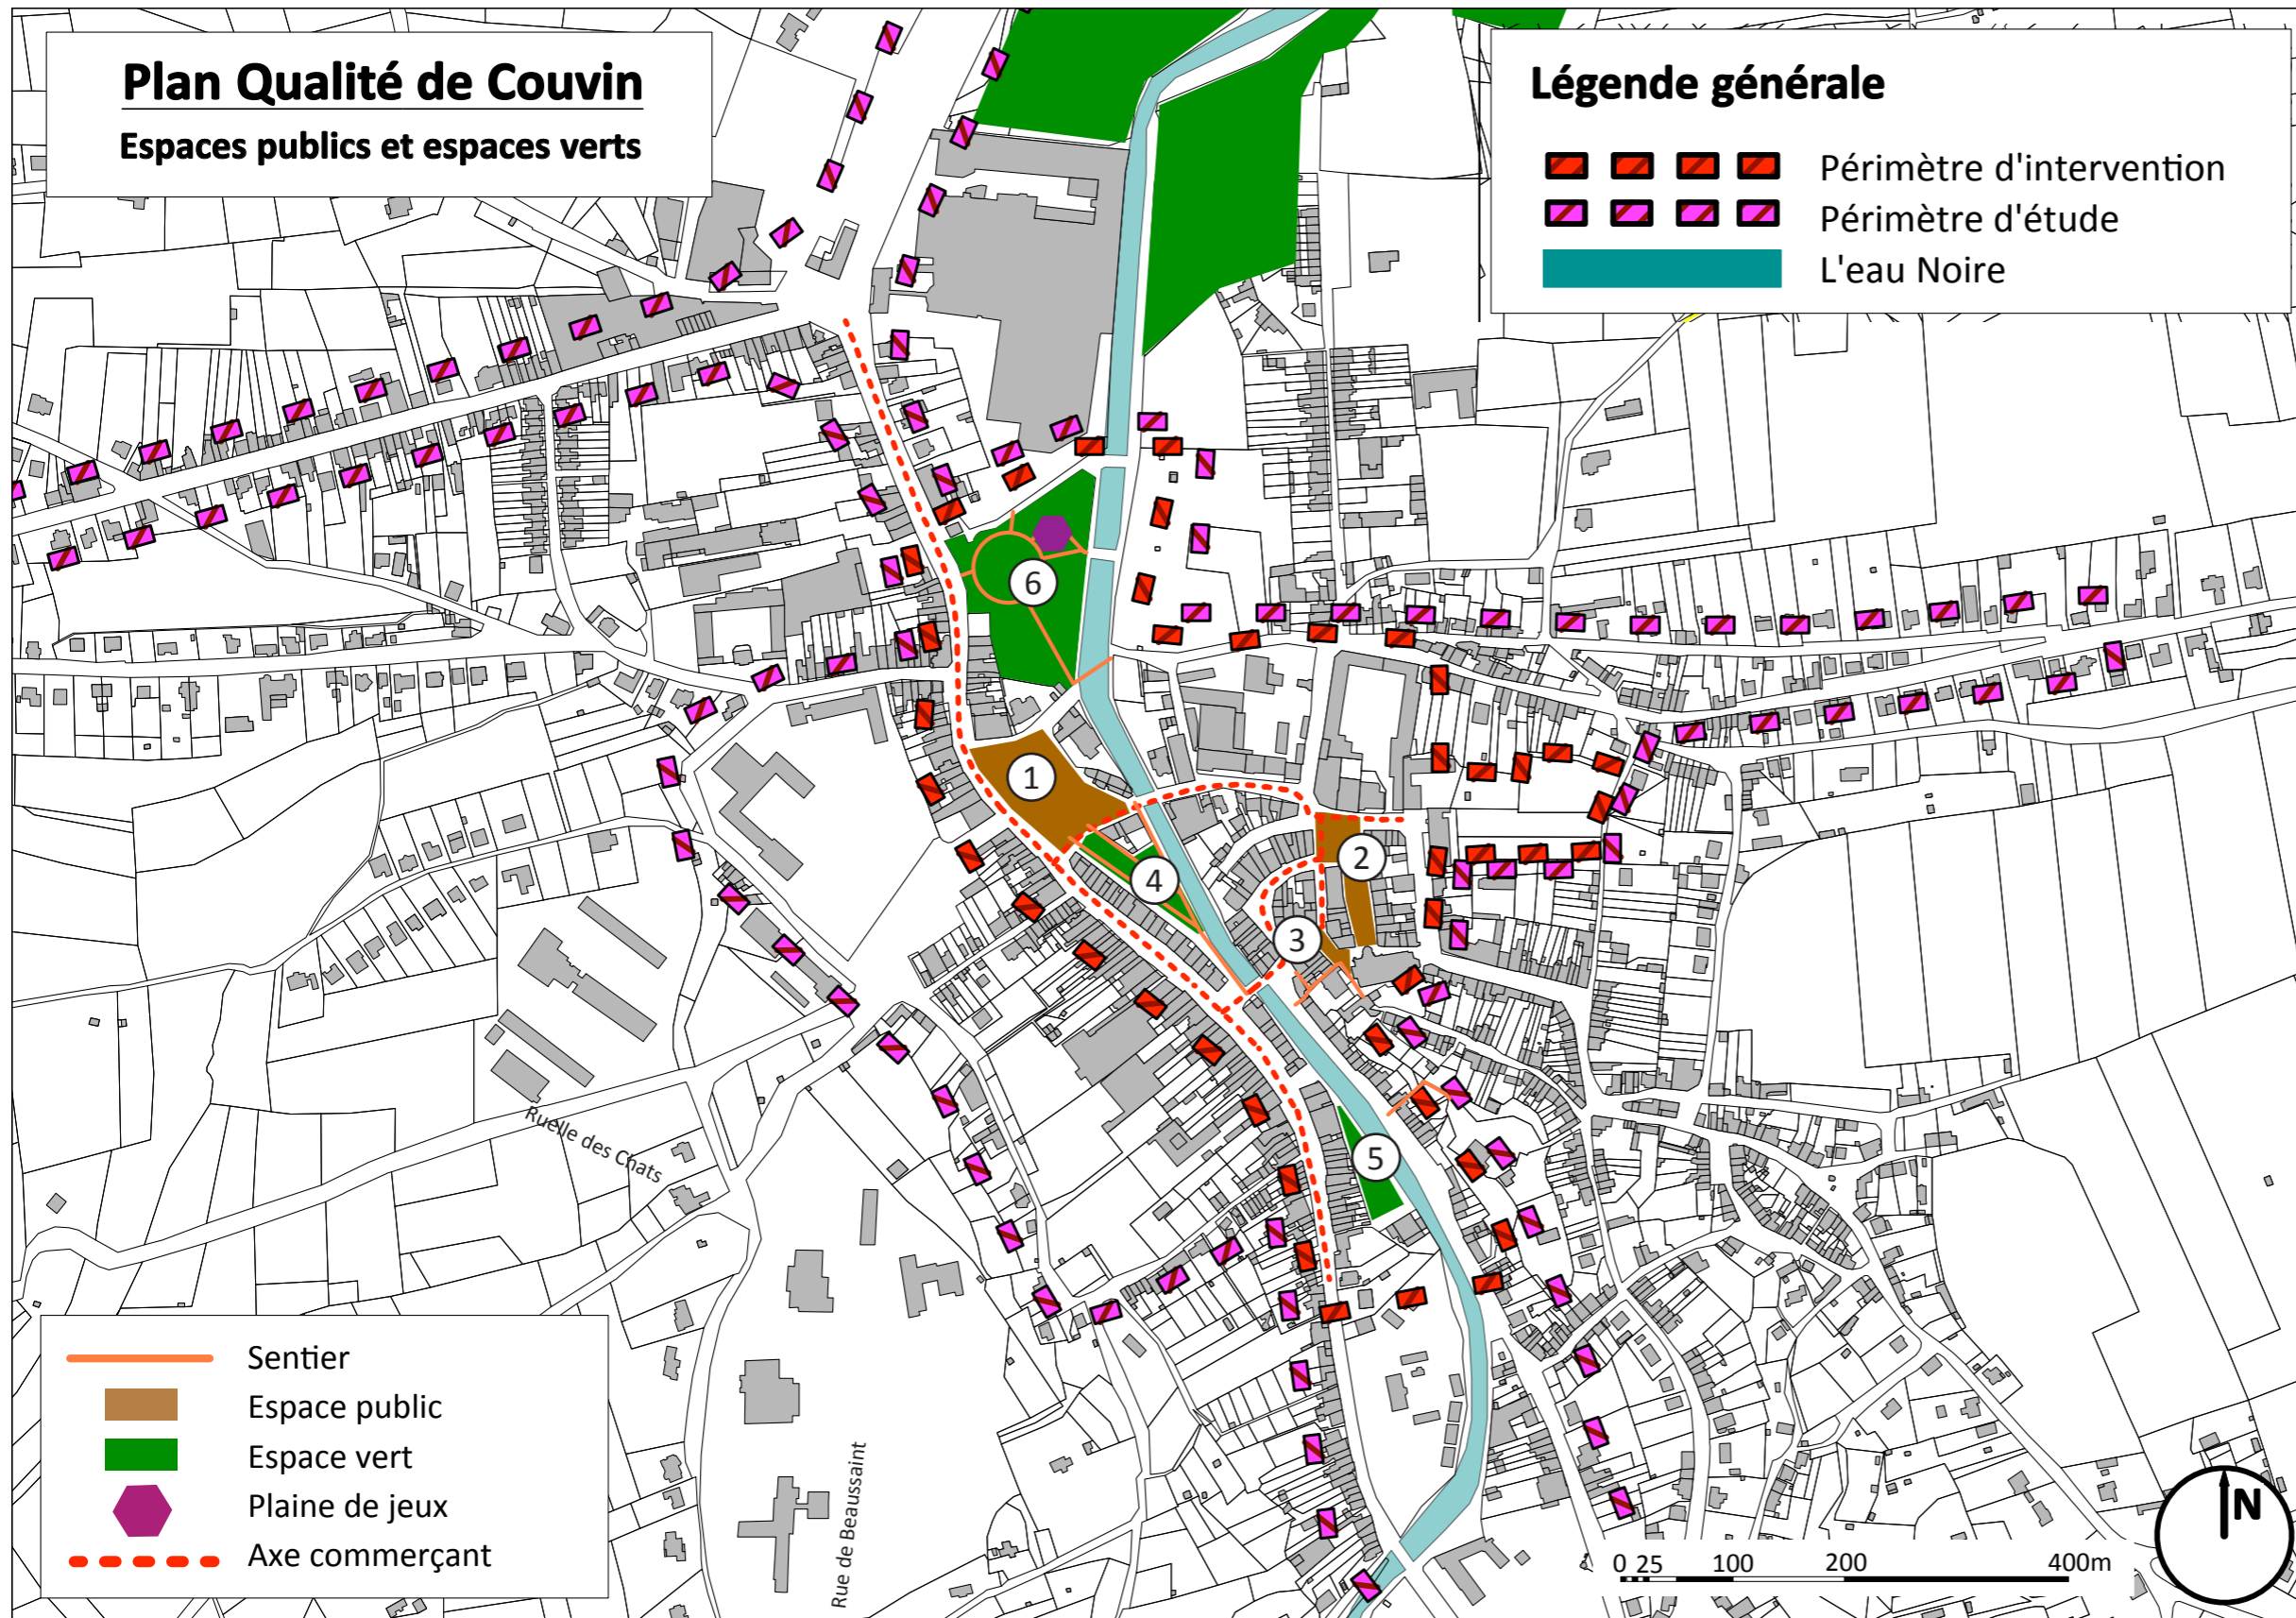 Plan Qualité de Couvin
Espaces publics et espaces verts
Légende générale
Périmètre d'intervention
Périmètre d'étude
L'eau Noire
6
1
2
4
3
5
Ruelle des Chats
Rue de Beaussaint
Sentier
Espace public
Espace vert
Plaine de jeux
Axe commerçant
0 25 100 200 400m
N